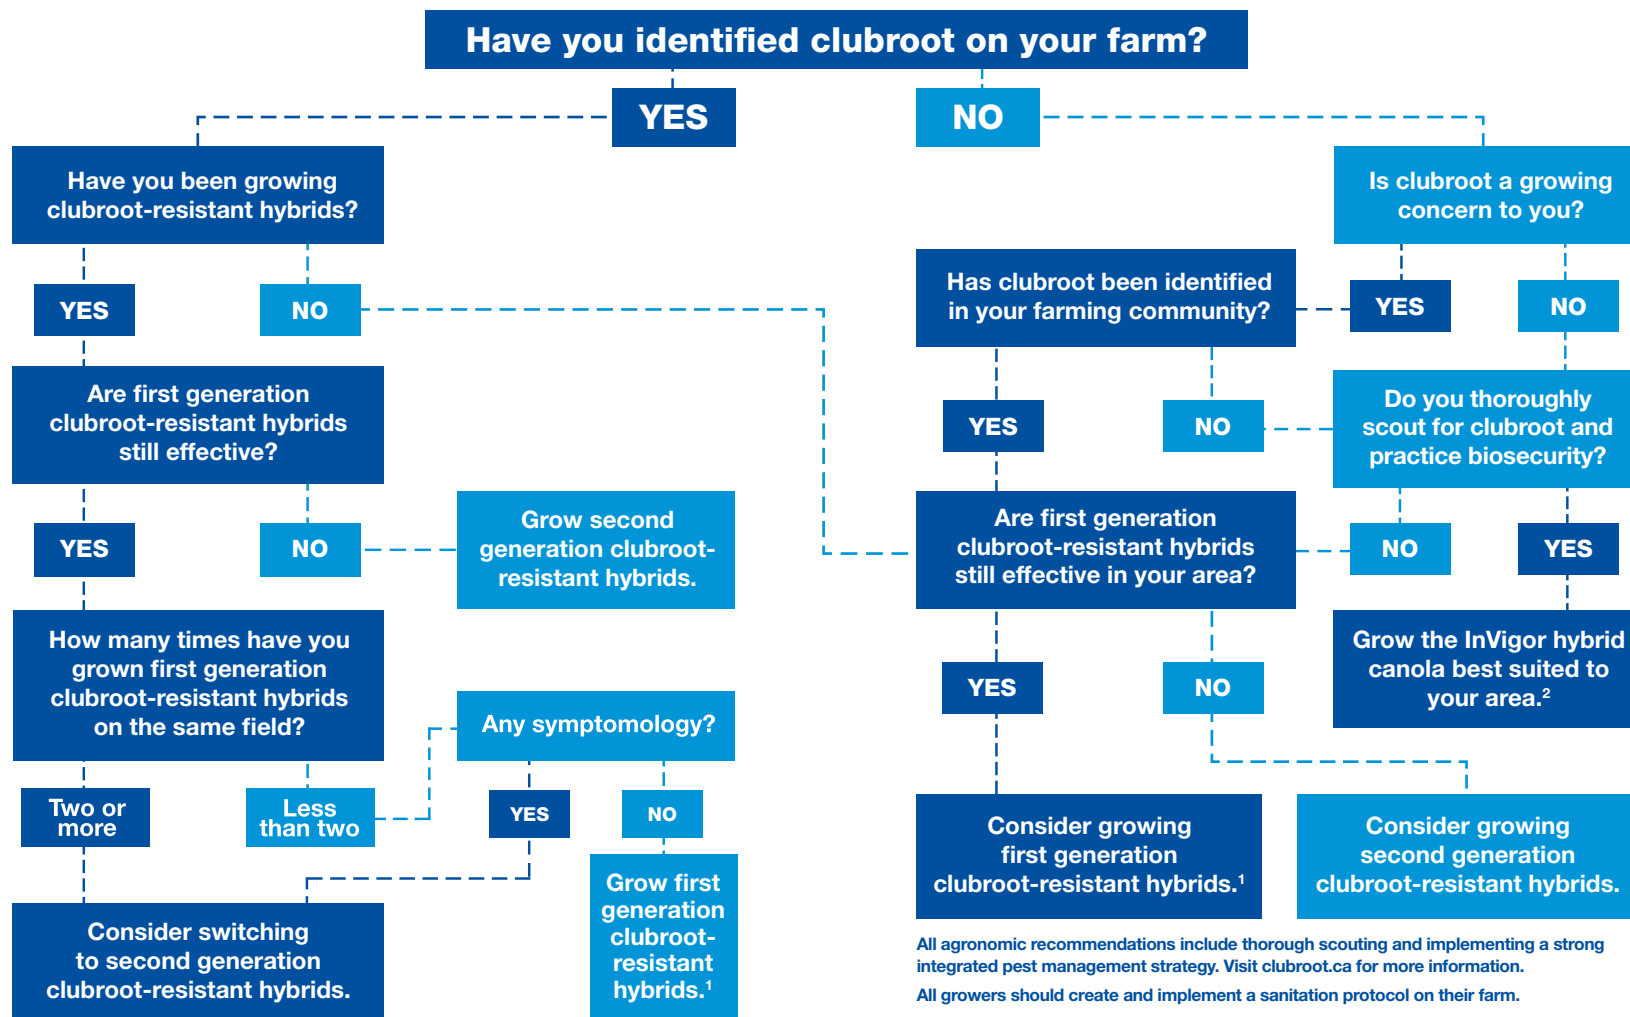 Have you identified clubroot on your farm?
YES
NO
Have you been growing
clubroot-resistant hybrids?
YES
NO
Are first generation
clubroot-resistant hybrids
still effective?
YES
NO
Grow second
generation clubroot-
resistant hybrids.
How many times have you
grown first generation
clubroot-resistant hybrids
on the same field?
Two or
more
Less
than two
Any symptomology?
YES
NO
Grow first
generation
clubroot-
resistant
hybrids.1
Consider switching
to second generation
clubroot-resistant hybrids.
Is clubroot a growing
concern to you?
YES
NO
Has clubroot been identified
in your farming community?
YES
NO
Do you thoroughly
scout for clubroot and
practice biosecurity?
NO
YES
Are first generation
clubroot-resistant hybrids
still effective in your area?
YES
NO
Grow the InVigor hybrid
canola best suited to
your area.2
Consider growing
first generation
clubroot-resistant hybrids.1
Consider growing
second generation
clubroot-resistant hybrids.
All agronomic recommendations include thorough scouting and implementing a strong
integrated pest management strategy. Visit clubroot.ca for more information.
All growers should create and implement a sanitation protocol on their farm.